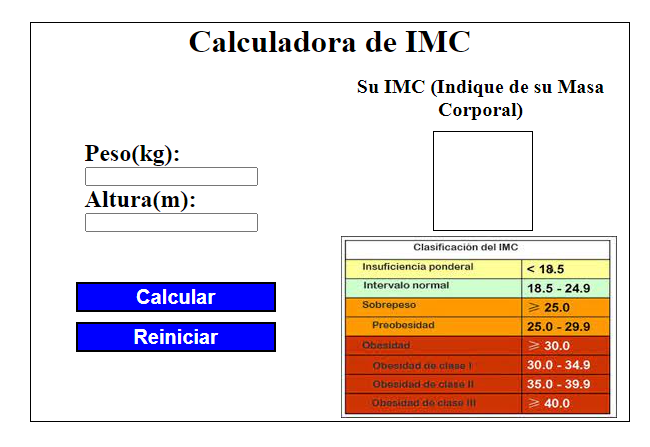 Calculadora de IMC
Su IMC (Indique de su Masa
Corporal)
Peso(kg):
Altura(m):
Calcular
Reiniciar
Clasificación del IMC
Insuficiencia ponderal < 18.5
Intervalo normal 18.5 - 24.9
Sobrepeso ≥ 25.0
Preobesidad 25.0 - 29.9
Obesidad ≥ 30.0
Obesidad de clase I 30.0 - 34.9
Obesidad de clase II 35.0 - 39.9
Obesidad de clase III ≥ 40.0